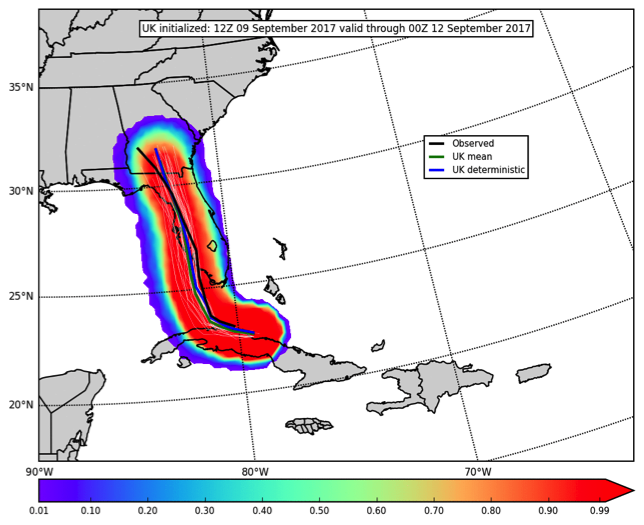 UK initialized: 12Z 09 September 2017 valid through 00Z 12 September 2017
35°N
Observed
UK mean
UK deterministic
30°N
25°N
20°N
90°W 80°W 70°W
0.01 0.10 0.20 0.30 0.40 0.50 0.60 0.70 0.80 0.90 0.99